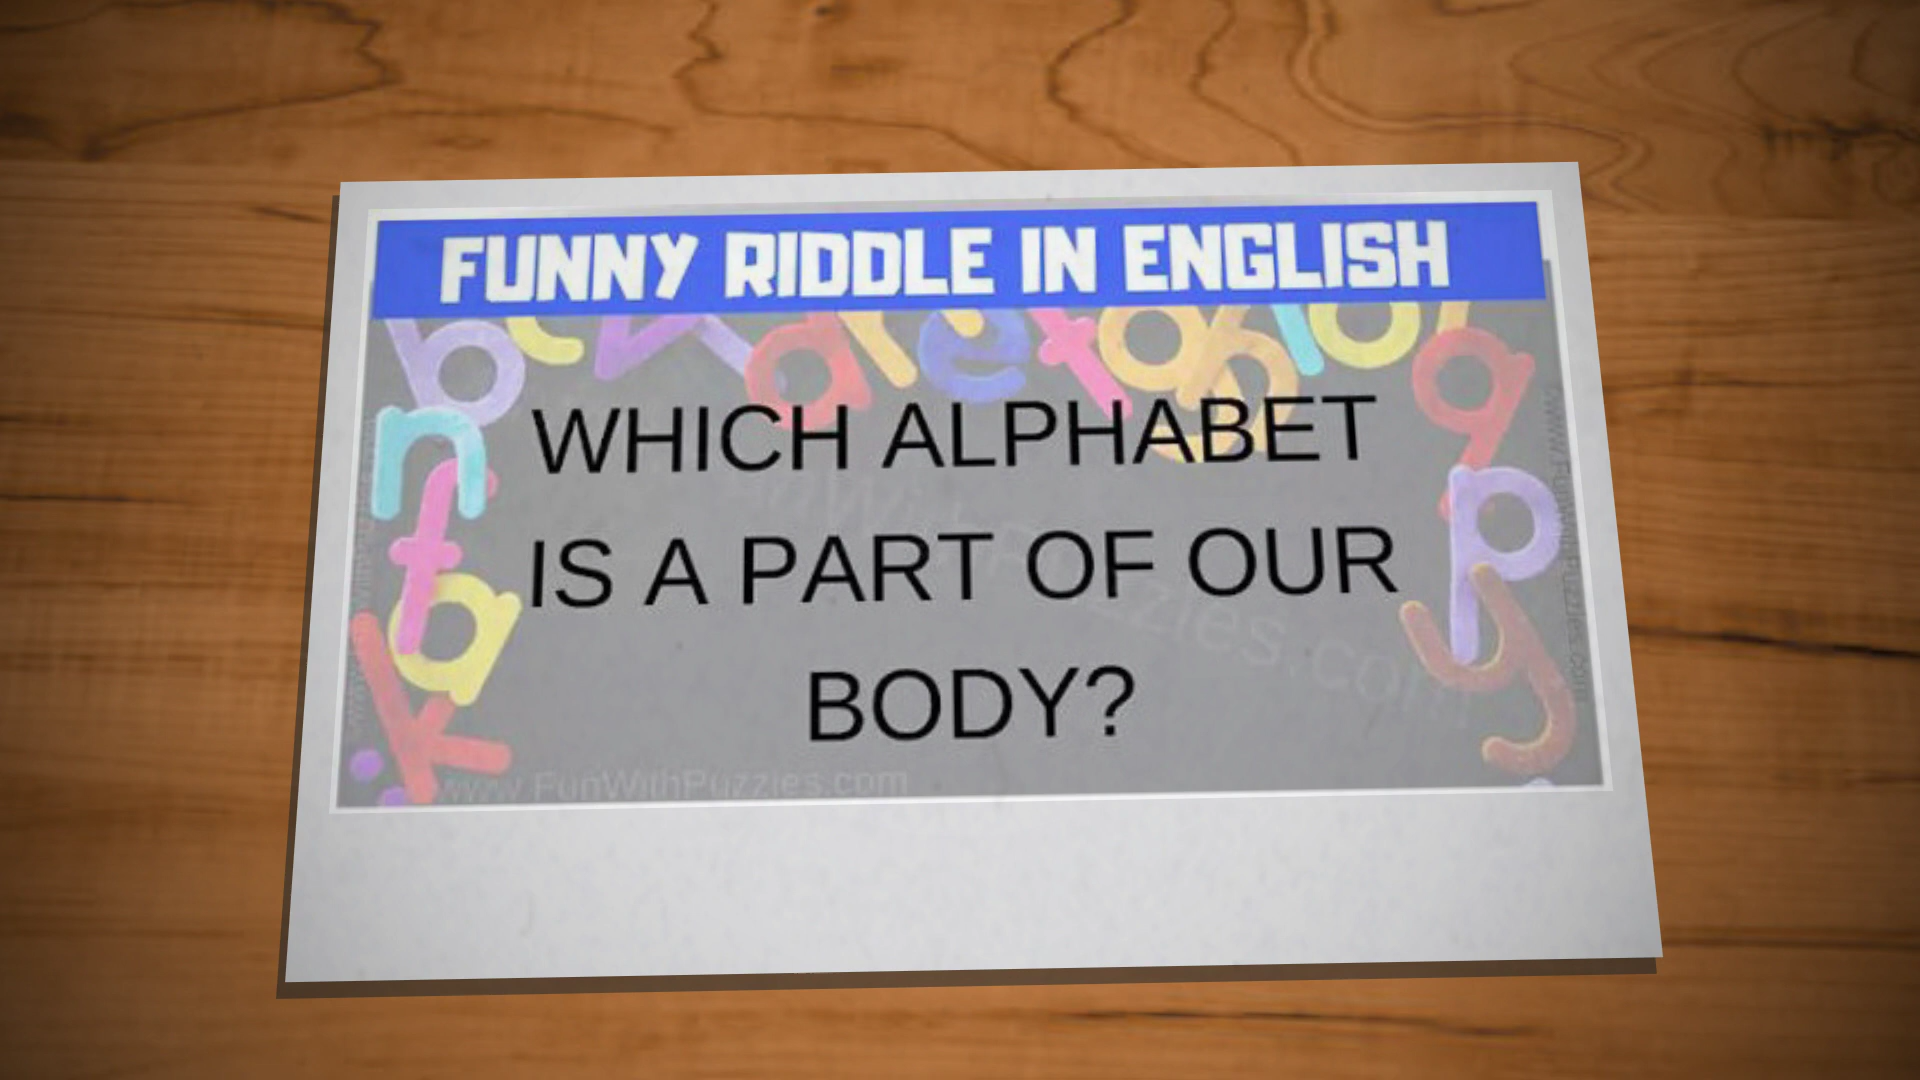 FUNNY RIDDLE IN ENGLISH
WHICH ALPHABET
IS A PART OF OUR
BODY?
www.FunWithPuzzles.com